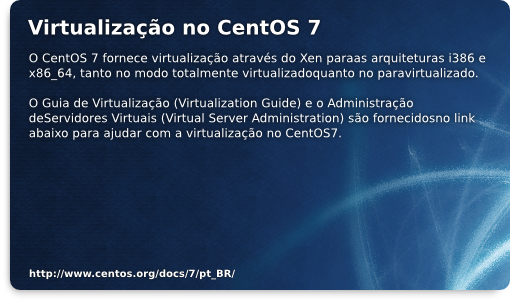 Virtualização no CentOS 7
O CentOS 7 fornece virtualização através do Xen paraas arquiteturas i386 e
x86_64, tanto no modo totalmente virtualizadoquanto no paravirtualizado.
O Guia de Virtualização (Virtualization Guide) e o Administração
deServidores Virtuais (Virtual Server Administration) são fornecidosno link
abaixo para ajudar com a virtualização no CentOS7.
http://www.centos.org/docs/7/pt_BR/